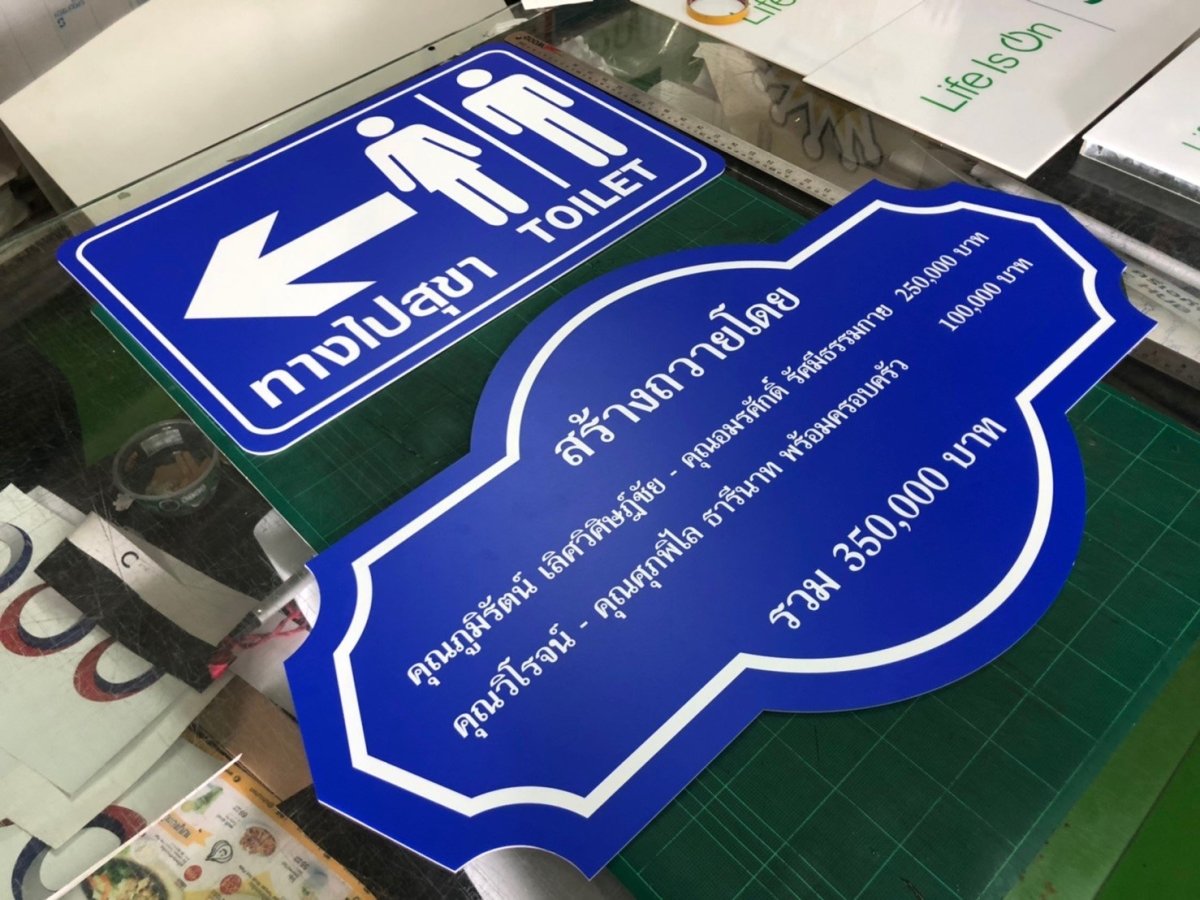 TOILET
ทางไปสุขา
สร้างถวายโดย
คุณภูมิรัตน์ เลิศวิศิษฏ์ชัย - คุณอมรศักดิ์ รัศมีธรรมกาย 250,000 บาท
คุณวิโรจน์ - คุณศุภพิไล ธารีนาท พร้อมครอบครัว 100,000 บาท
รวม 350,000 บาท
Life Is On
Life Is